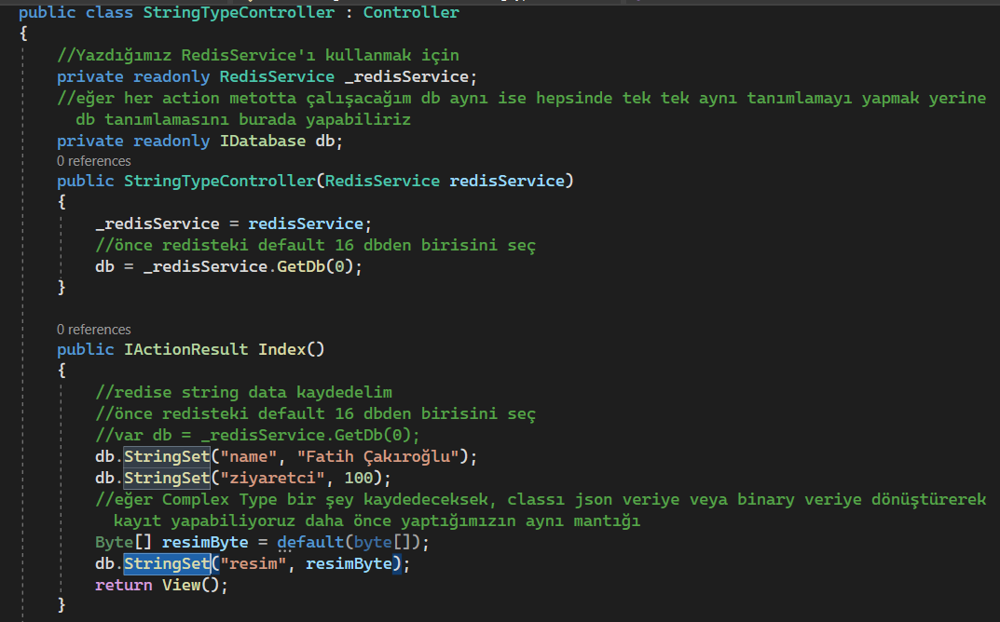 public class StringTypeController : Controller
{
//Yazdığımız RedisService'ı kullanmak için
private readonly RedisService _redisService;
//eğer her action metotta çalışacağım db aynı ise hepsinde tek tek aynı tanımlamayı yapmak yerine
db tanımlamasını burada yapabiliriz
private readonly IDatabase db;
0 references
public StringTypeController(RedisService redisService)
{
_redisService = redisService;
//önce redisteki default 16 dbden birisini seç
db = _redisService.GetDb(0);
}
0 references
public IActionResult Index()
{
//redise string data kaydedelim
//önce redisteki default 16 dbden birisini seç
//var db = _redisService.GetDb(0);
db.StringSet("name", "Fatih Çakıroğlu");
db.StringSet("ziyaretci", 100);
//eğer Complex Type bir şey kaydedeceksek, classı json veriye veya binary veriye dönüştürerek
kayıt yapabiliyoruz daha önce yaptığımızın aynı mantığı
Byte[] resimByte = default(byte[]);
db.StringSet("resim", resimByte);
return View();
}